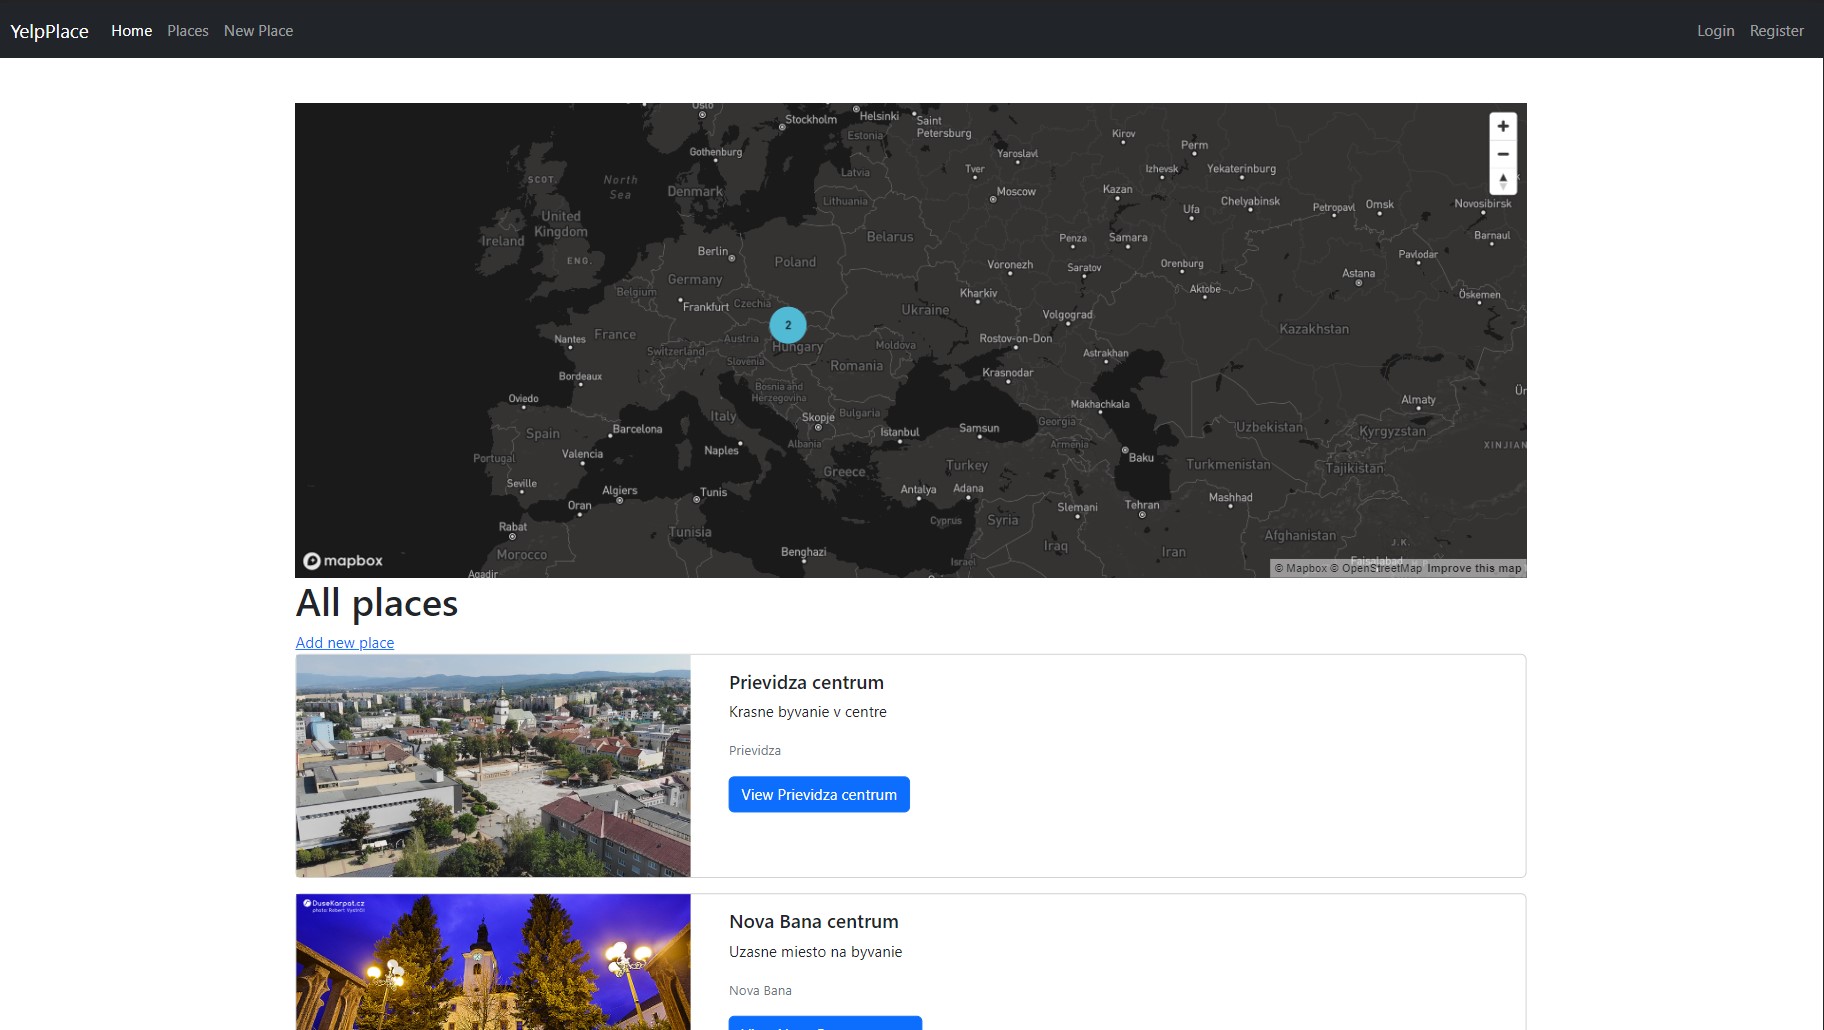 YelpPlace Home Places New Place Login Register
Oslo
Stockholm
Helsinki
Saint
Petersburg
Estonia
Kirov
Perm
Gothenburg
Yaroslavl
Tver
Izhevsk
Yekaterinburg
SCOT.
North
Sea
Denmark
Latvia
Moscow
Kazan
Lithuania
Ufa
Chelyabinsk
Petropavl
Omsk
Novosibirsk
United
Kingdom
Ireland
ENG.
Belarus
Penza
Samara
Barnaul
Berlin
Poland
Voronezh
Saratov
Orenburg
Astana
Pavlodar
Germany
Belgium
Frankfurt
Czechia
Kharkiv
Aktobe
Öskemen
Ukraine
Volgograd
Kazakhstan
2
Nantes
France
Switzerland
Austria
Slovenia
Hungary
Moldova
Romania
Rostov-on-Don
Astrakhan
Bordeaux
Krasnodar
Bosnia and
Herzegovina
Oviedo
Makhachkala
Almaty
Italy
Skopje
Bulgaria
Georgia
Spain
Barcelona
Istanbul
Samsun
Uzbekistan
Kyrgyzstan
Armenia
Albania
XINJIAN
Portugal
Valencia
Naples
Baku
Greece
Turkey
Turkmenistan
Tajikistan
Seville
Algiers
Tunis
Antalya
Adana
Mashhad
Oran
Slemani
Tehran
Rabat
Tunisia
Cyprus
Syria
Afghanistan
Morocco
Benghazi
Iraq
Iran
J.K.
Israel
Faisalabad
Agadir
mapbox
© Mapbox © OpenStreetMap Improve this map
All places
Add new place
Prievidza centrum
Krasne byvanie v centre
Prievidza
View Prievidza centrum
DuseKarpat.cz
Nova Bana centrum
Uzasne miesto na byvanie
Nova Bana